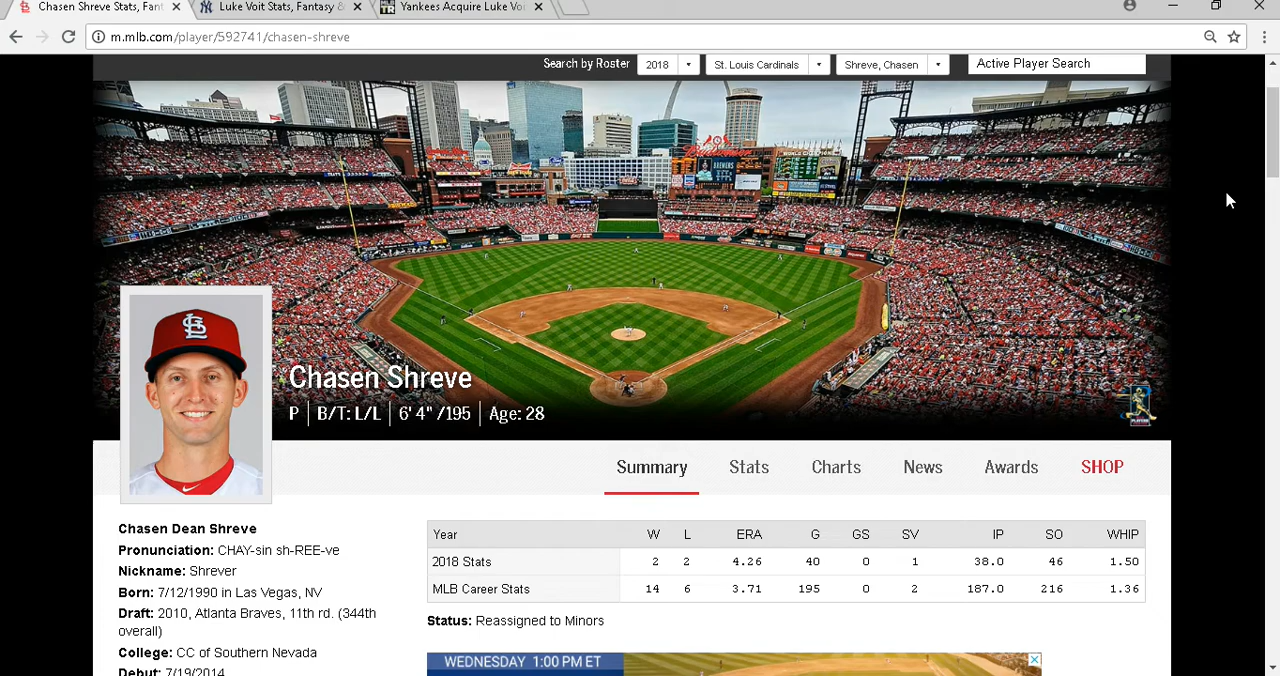 Chasen Shreve Stats, Fant
Luke Voit Stats, Fantasy &
MLB TR
Yankees Acquire Luke Voi
m.mlb.com/player/592741/chasen-shreve
Search by Roster 2018 St. Louis Cardinals Shreve, Chasen Active Player Search
Budweiser
BREWERS
Chasen Shreve
P | B/T: L/L | 6' 4" /195 | Age: 28
Summary Stats Charts News Awards SHOP
Chasen Dean Shreve
Pronunciation: CHAY-sin sh-REE-ve
Nickname: Shrever
Born: 7/12/1990 in Las Vegas, NV
Draft: 2010, Atlanta Braves, 11th rd. (344th
overall)
College: CC of Southern Nevada
Debut: 7/19/2014
Year W L ERA G GS SV IP SO WHIP
2018 Stats 2 2 4.26 40 0 1 38.0 46 1.50
MLB Career Stats 14 6 3.71 195 0 2 187.0 216 1.36
Status: Reassigned to Minors
WEDNESDAY 1:00 PM ET